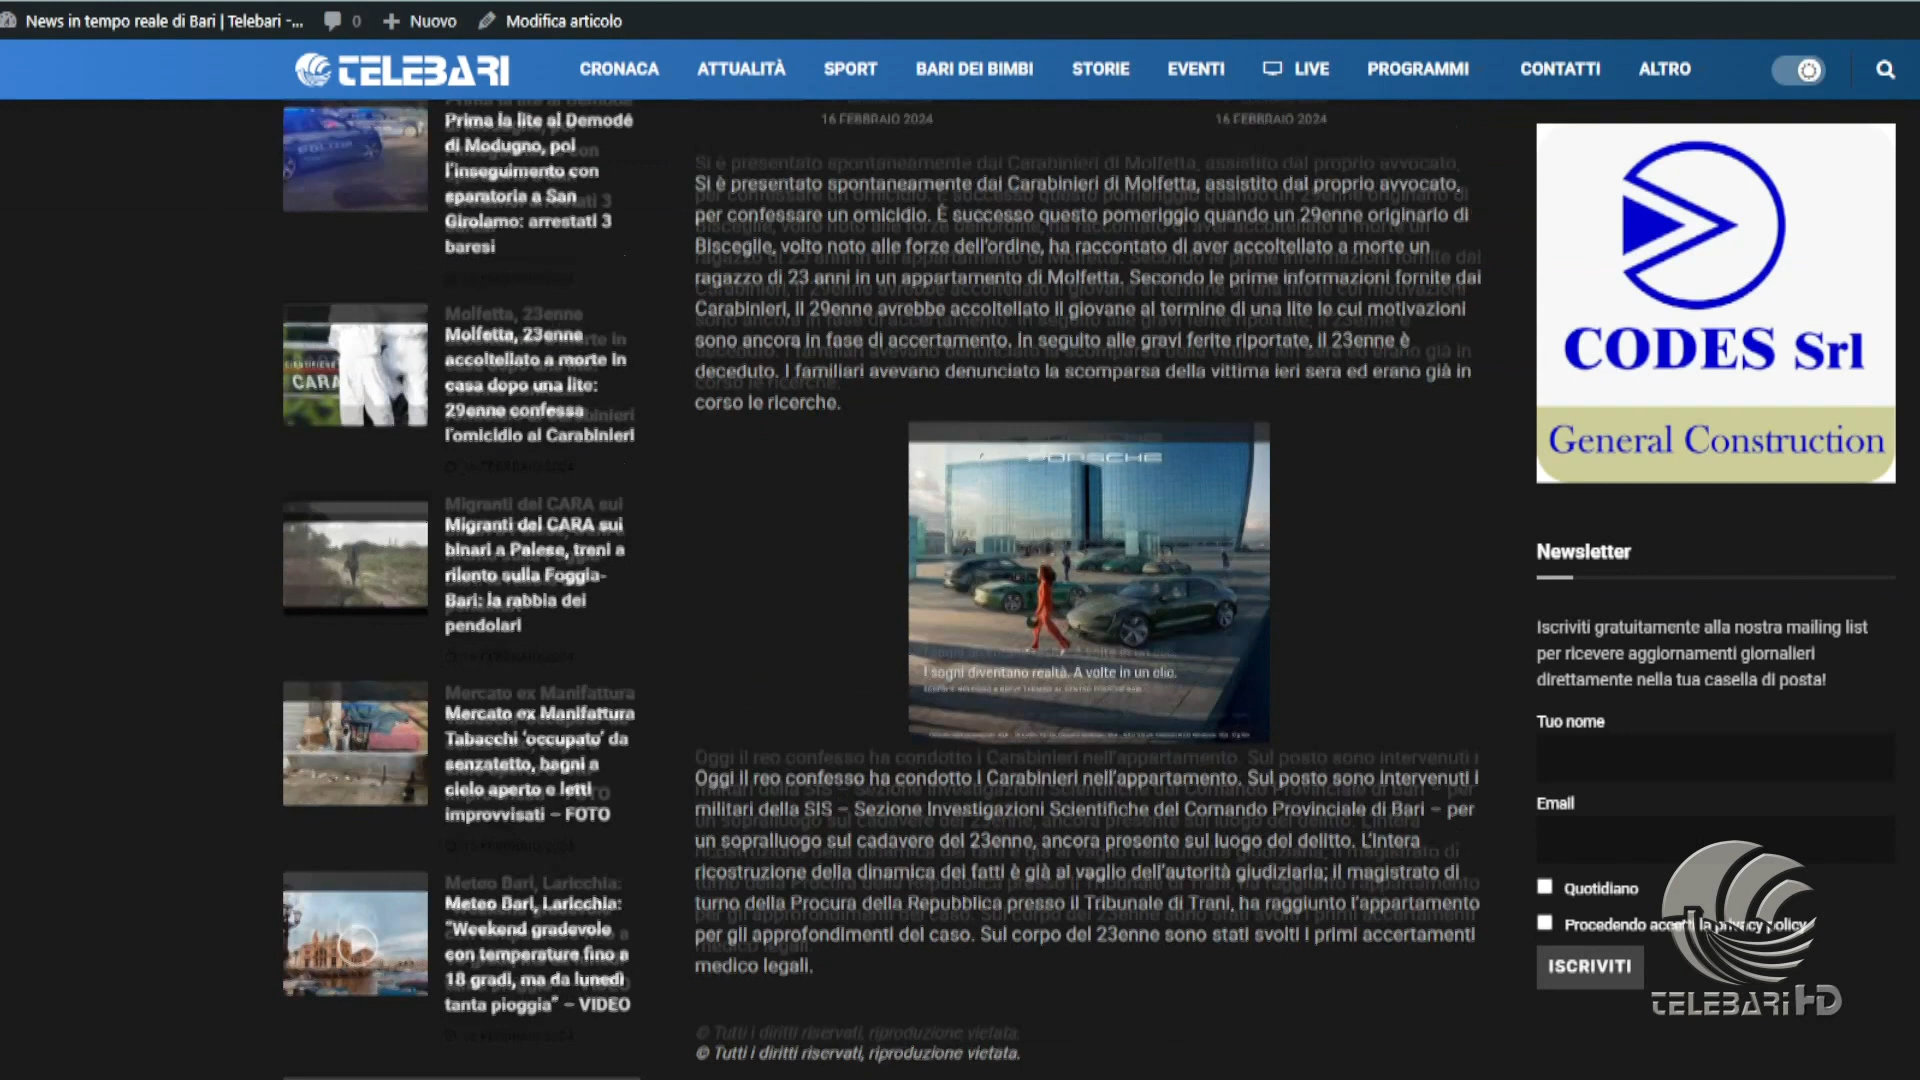 News in tempo reale di Bari | Telebari -...
0
Nuovo
Modifica articolo
TELEBARI
CRONACA
ATTUALITÀ
SPORT
BARI DEI BIMBI
STORIE
EVENTI
LIVE
PROGRAMMI
CONTATTI
ALTRO
Prima la lite al Demodé
di Modugno, poi
l'inseguimento con
sparatoria a San
Girolamo: arrestati 3
baresi
Molfetta, 23enne
accoltellato a morte in
casa dopo una lite:
29enne confessa
l'omicidio ai Carabinieri
Migranti del CARA sui
binari a Palese, treni a
rilento sulla Foggia-
Bari: la rabbia dei
pendolari
Mercato ex Manifattura
Tabacchi 'occupato' da
senzatetto, bagni a
cielo aperto e letti
improvvisati – FOTO
Meteo Bari, Laricchia:
"Weekend gradevole
con temperature fino a
18 gradi, ma da lunedì
tanta pioggia" – VIDEO
16 FEBBRAIO 2024
16 FEBBRAIO 2024
Si è presentato spontaneamente dai Carabinieri di Molfetta, assistito dal proprio avvocato,
per confessare un omicidio. È successo questo pomeriggio quando un 29enne originario di
Bisceglie, volto noto alle forze dell'ordine, ha raccontato di aver accoltellato a morte un
ragazzo di 23 anni in un appartamento di Molfetta. Secondo le prime informazioni fornite dai
Carabinieri, il 29enne avrebbe accoltellato il giovane al termine di una lite le cui motivazioni
sono ancora in fase di accertamento. In seguito alle gravi ferite riportate, il 23enne è
deceduto. I familiari avevano denunciato la scomparsa della vittima ieri sera ed erano già in
corso le ricerche.
PORSCHE
I sogni diventano realtà. A volte in un clic.
Oggi il reo confesso ha condotto i Carabinieri nell'appartamento. Sul posto sono intervenuti i
militari della SIS – Sezione Investigazioni Scientifiche del Comando Provinciale di Bari – per
un sopralluogo sul cadavere del 23enne, ancora presente sul luogo del delitto. L'intera
ricostruzione della dinamica dei fatti è già al vaglio dell'autorità giudiziaria; il magistrato di
turno della Procura della Repubblica presso il Tribunale di Trani, ha raggiunto l'appartamento
per gli approfondimenti del caso. Sul corpo del 23enne sono stati svolti i primi accertamenti
medico legali.
© Tutti i diritti riservati, riproduzione vietata.
CODES Srl
General Construction
Newsletter
Iscriviti gratuitamente alla nostra mailing list
per ricevere aggiornamenti giornalieri
direttamente nella tua casella di posta!
Tuo nome
Email
Quotidiano
Procedendo accetti la privacy policy
ISCRIVITI
TELEBARI HD